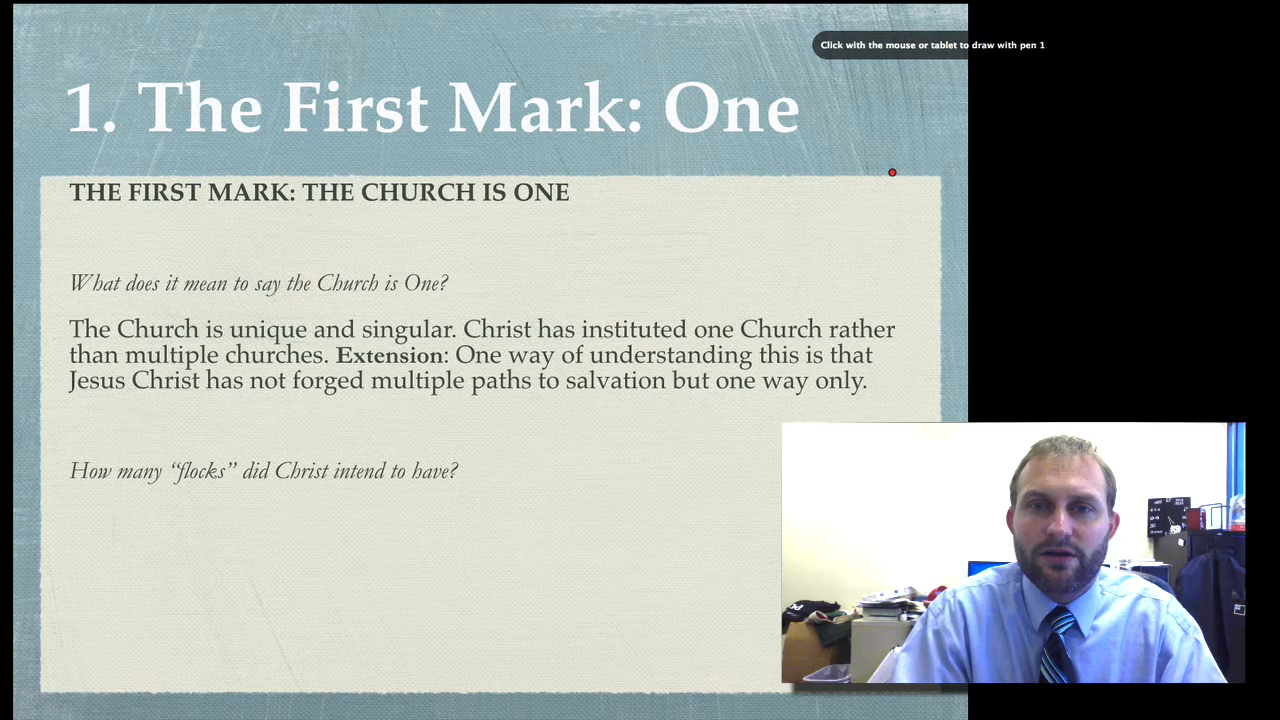 Click with the mouse or tablet to draw with pen 1
1. The First Mark: One
THE FIRST MARK: THE CHURCH IS ONE
What does it mean to say the Church is One?
The Church is unique and singular. Christ has instituted one Church rather
than multiple churches. Extension: One way of understanding this is that
Jesus Christ has not forged multiple paths to salvation but one way only.
How many “flocks” did Christ intend to have?